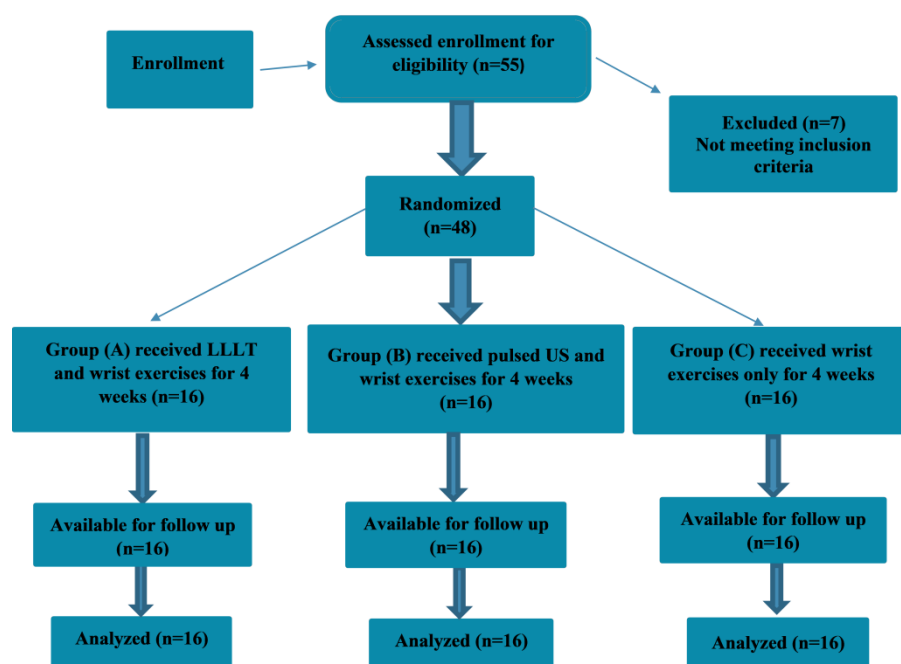 Enrollment
Assessed enrollment for
eligibility (n=55)
Excluded (n=7)
Not meeting inclusion
criteria
Randomized
(n=48)
Group (A) received LLLT
and wrist exercises for 4
weeks (n=16)
Group (B) received pulsed US and
wrist exercises for 4 weeks
(n=16)
Group (C) received wrist
exercises only for 4 weeks
(n=16)
Available for follow up
(n=16)
Available for follow up
(n=16)
Available for follow up
(n=16)
Analyzed (n=16)
Analyzed (n=16)
Analyzed (n=16)